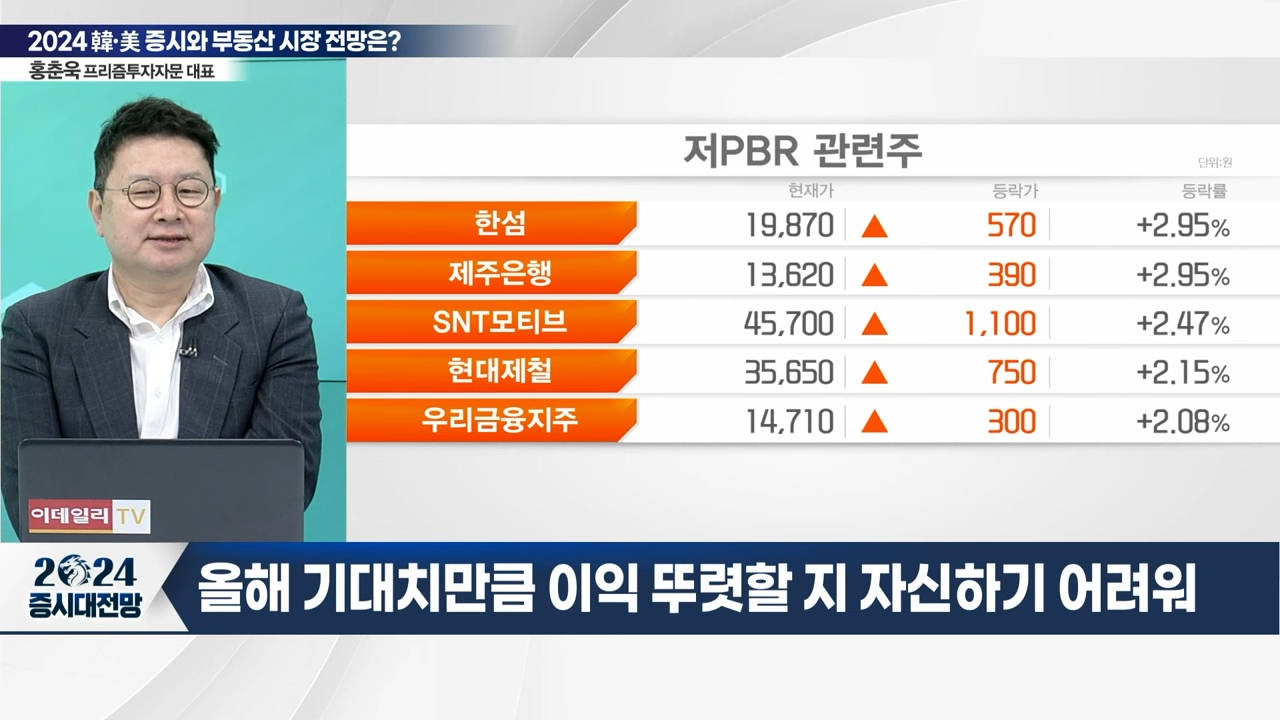 2024 韓·美 증시와 부동산 시장 전망은?
홍춘욱 프리즘투자자문 대표
저PBR 관련주
단위:원
현재가 등락가 등락률
한섬 19,870 ▲ 570 +2.95%
제주은행 13,620 ▲ 390 +2.95%
SNT모티브 45,700 ▲ 1,100 +2.47%
현대제철 35,650 ▲ 750 +2.15%
우리금융지주 14,710 ▲ 300 +2.08%
이데일리TV
2024
증시대전망
올해 기대치만큼 이익 뚜렷할 지 자신하기 어려워